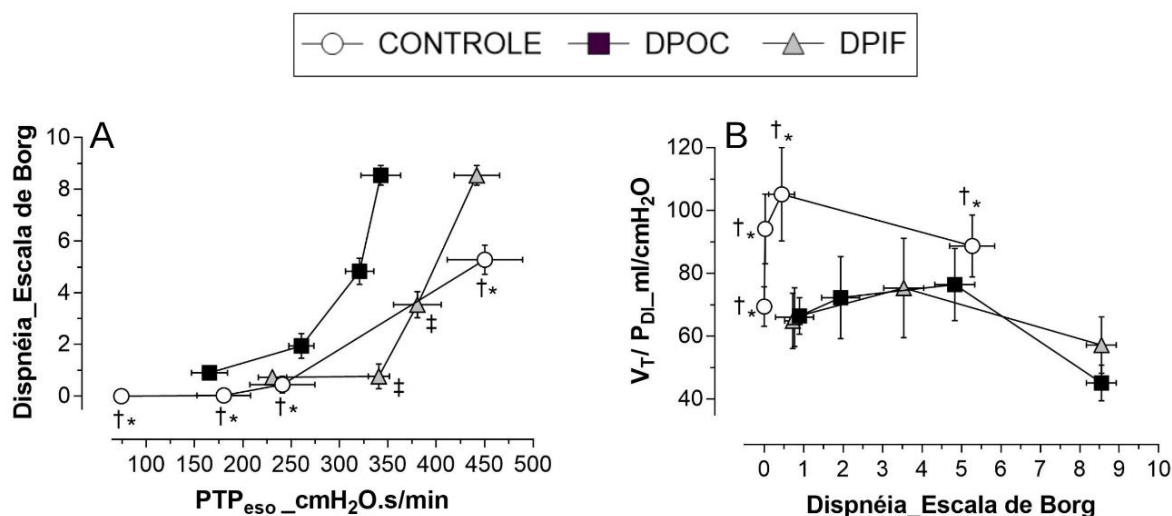 CONTROLE DPOC DPIF
A
Dispnéia_Escala de Borg
10
8
6
4
2
0
†* †* †* †* ‡ ‡
100 150 200 250 300 350 400 450 500
PTPeso_cmH2O.s/min
B
VT/ PDI_ml/cmH2O
120
100
80
60
40
†* †* †* †*
0 1 2 3 4 5 6 7 8 9 10
Dispnéia_Escala de Borg